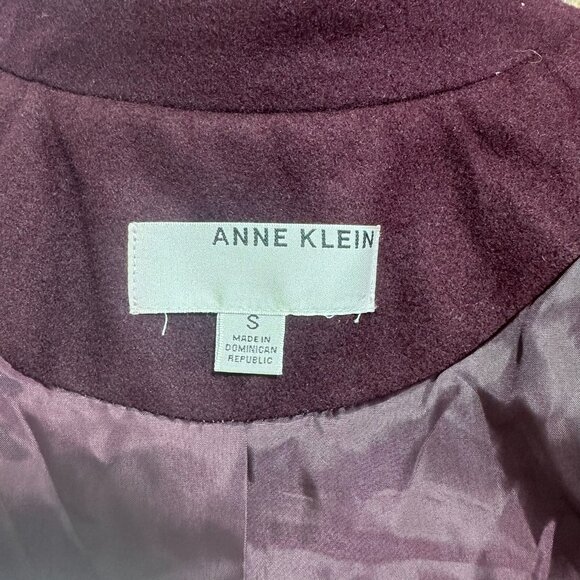 ANNE KLEIN
S
MADE IN
DOMINICAN
REPUBLIC